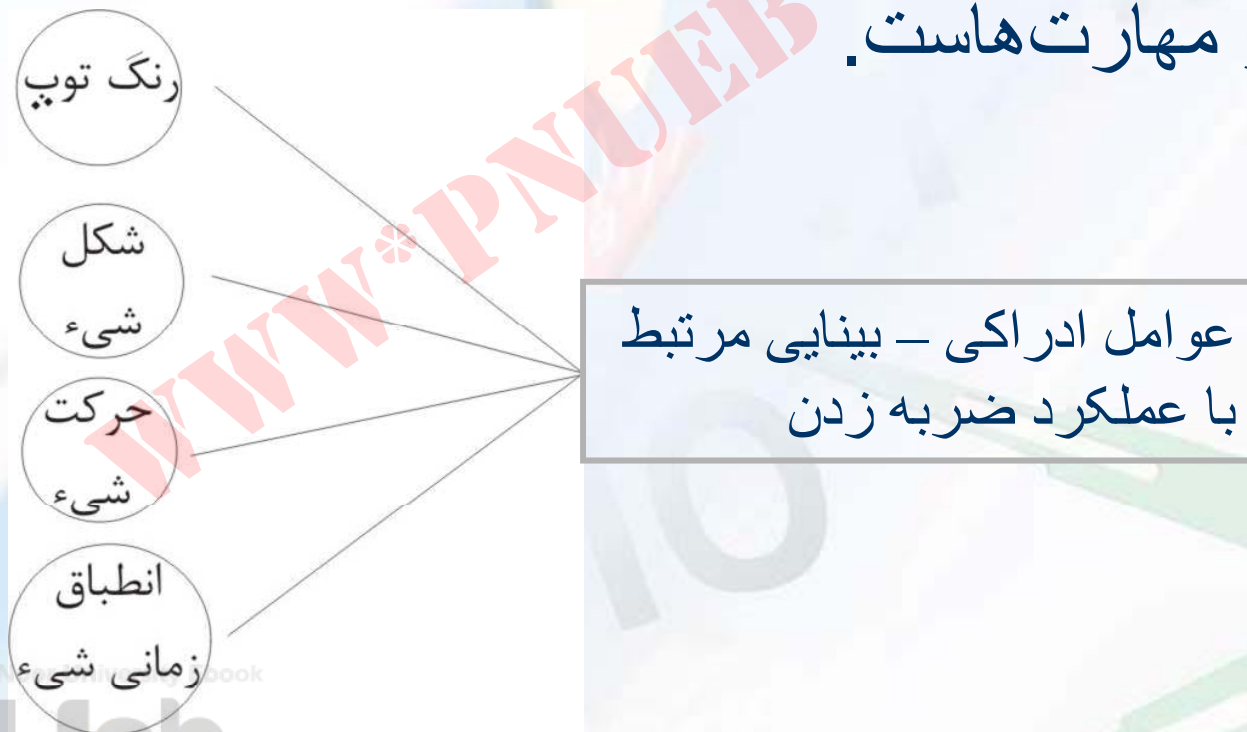 مهارت‌هاست.
رنگ توپ
شکل
شیء
حرکت
شیء
انطباق
زمانی شیء
عوامل ادراکی – بینایی مرتبط
با عملکرد ضربه زدن
WWW*PNUEB